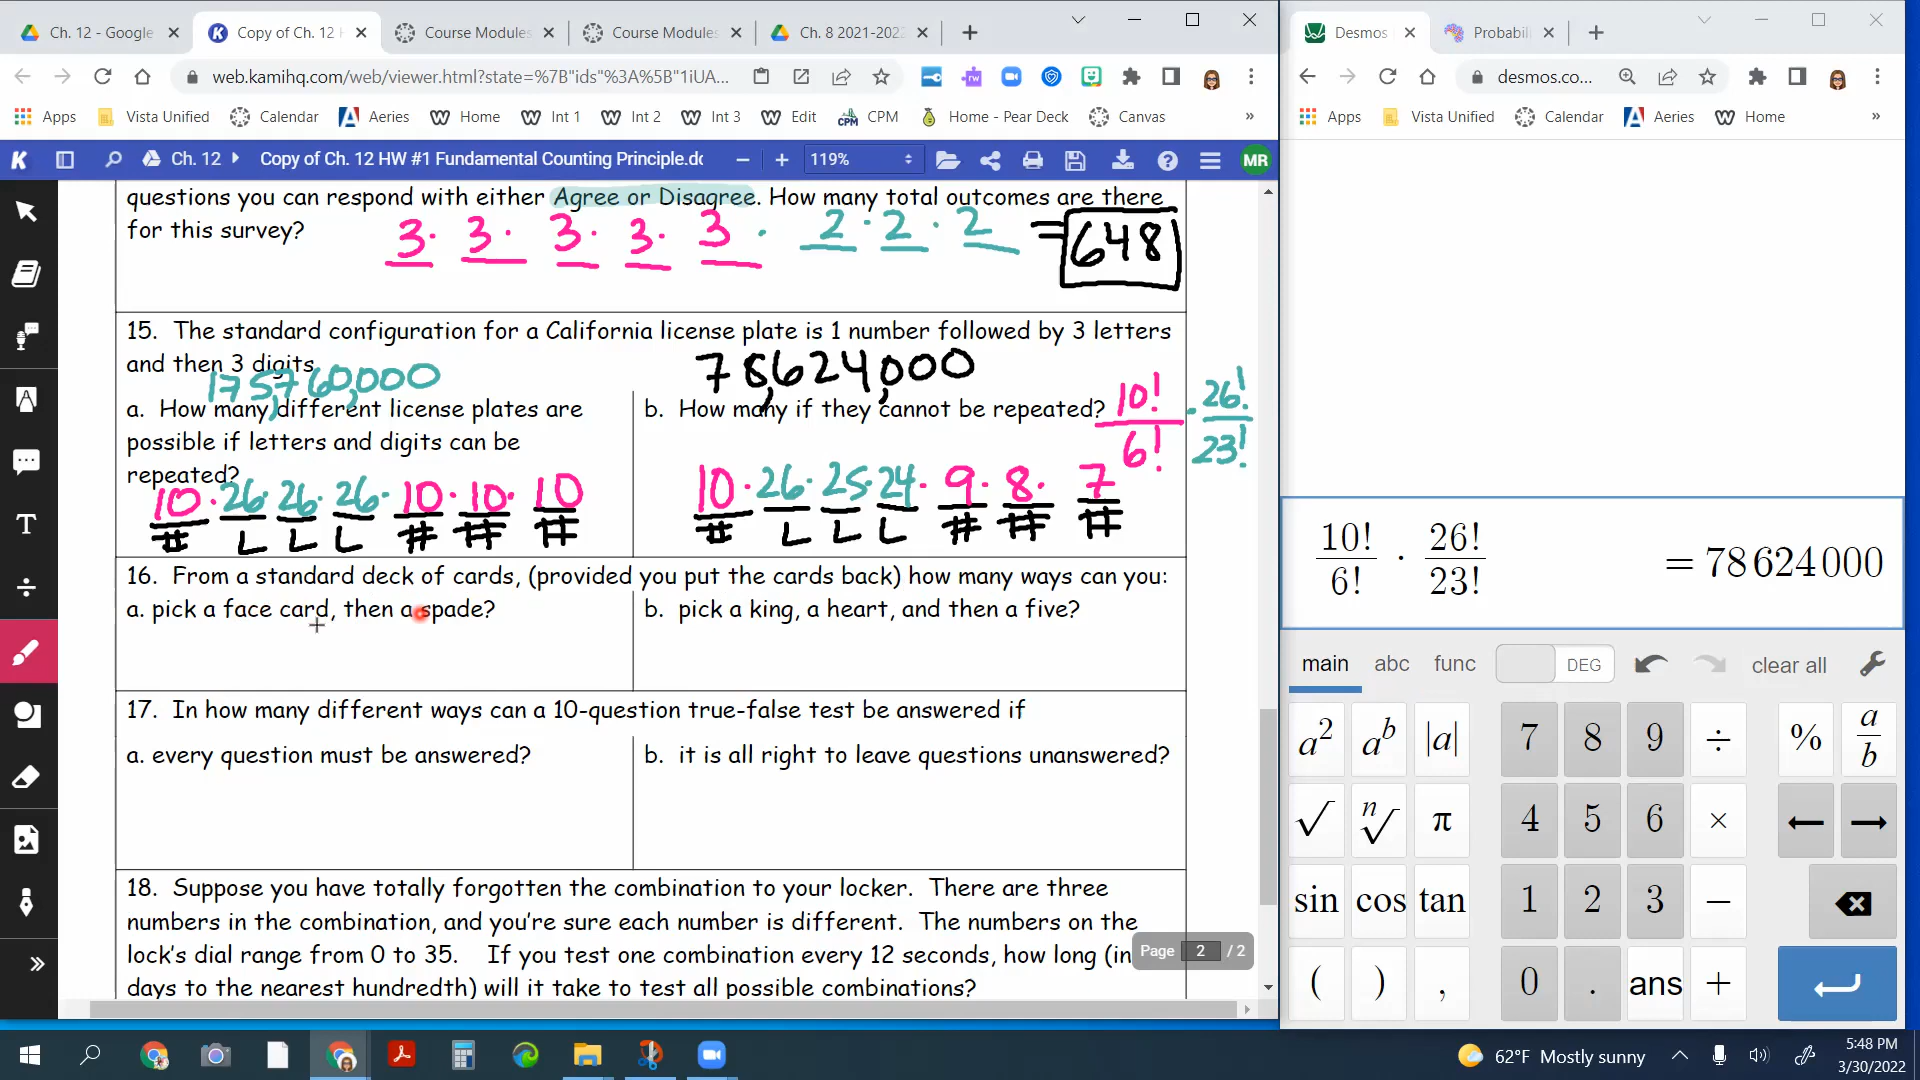 Ch. 12 - Google
Copy of Ch. 12 H
Course Modules
Course Modules
Ch. 8 2021-2022
web.kamihq.com/web/viewer.html?state=%7B"ids"%3A%5B"1iUA...
Apps Vista Unified Calendar Aeries Home Int 1 Int 2 Int 3 Edit CPM Home - Pear Deck Canvas »
Ch. 12 Copy of Ch. 12 HW #1 Fundamental Counting Principle.dc 119% MR
questions you can respond with either Agree or Disagree. How many total outcomes are there
for this survey? 3 · 3 · 3 · 3 · 3 · 2 · 2 · 2 = 648
15. The standard configuration for a California license plate is 1 number followed by 3 letters
and then 3 digits.
175,760,000
78,624,000
a. How many different license plates are
possible if letters and digits can be
repeated?
10 · 26 · 26 · 26 · 10 · 10 · 10
# L L L # # #
b. How many if they cannot be repeated?
10!/6! · 26!/23!
10 · 26 · 25 · 24 · 9 · 8 · 7
# L L L # # #
16. From a standard deck of cards, (provided you put the cards back) how many ways can you:
a. pick a face card, then a spade?
b. pick a king, a heart, and then a five?
17. In how many different ways can a 10-question true-false test be answered if
a. every question must be answered?
b. it is all right to leave questions unanswered?
18. Suppose you have totally forgotten the combination to your locker. There are three
numbers in the combination, and you're sure each number is different. The numbers on the
lock's dial range from 0 to 35. If you test one combination every 12 seconds, how long (in
days to the nearest hundredth) will it take to test all possible combinations?
Page 2 / 2
Desmos
Probabili
desmos.co...
Apps Vista Unified Calendar Aeries Home »
10!/6! · 26!/23! = 78624000
main abc func DEG clear all
a² aᵇ |a| 7 8 9 ÷ % a/b
√ ⁿ√ π 4 5 6 × ← →
sin cos tan 1 2 3 −
( ) , 0 . ans +
62°F Mostly sunny
5:48 PM
3/30/2022